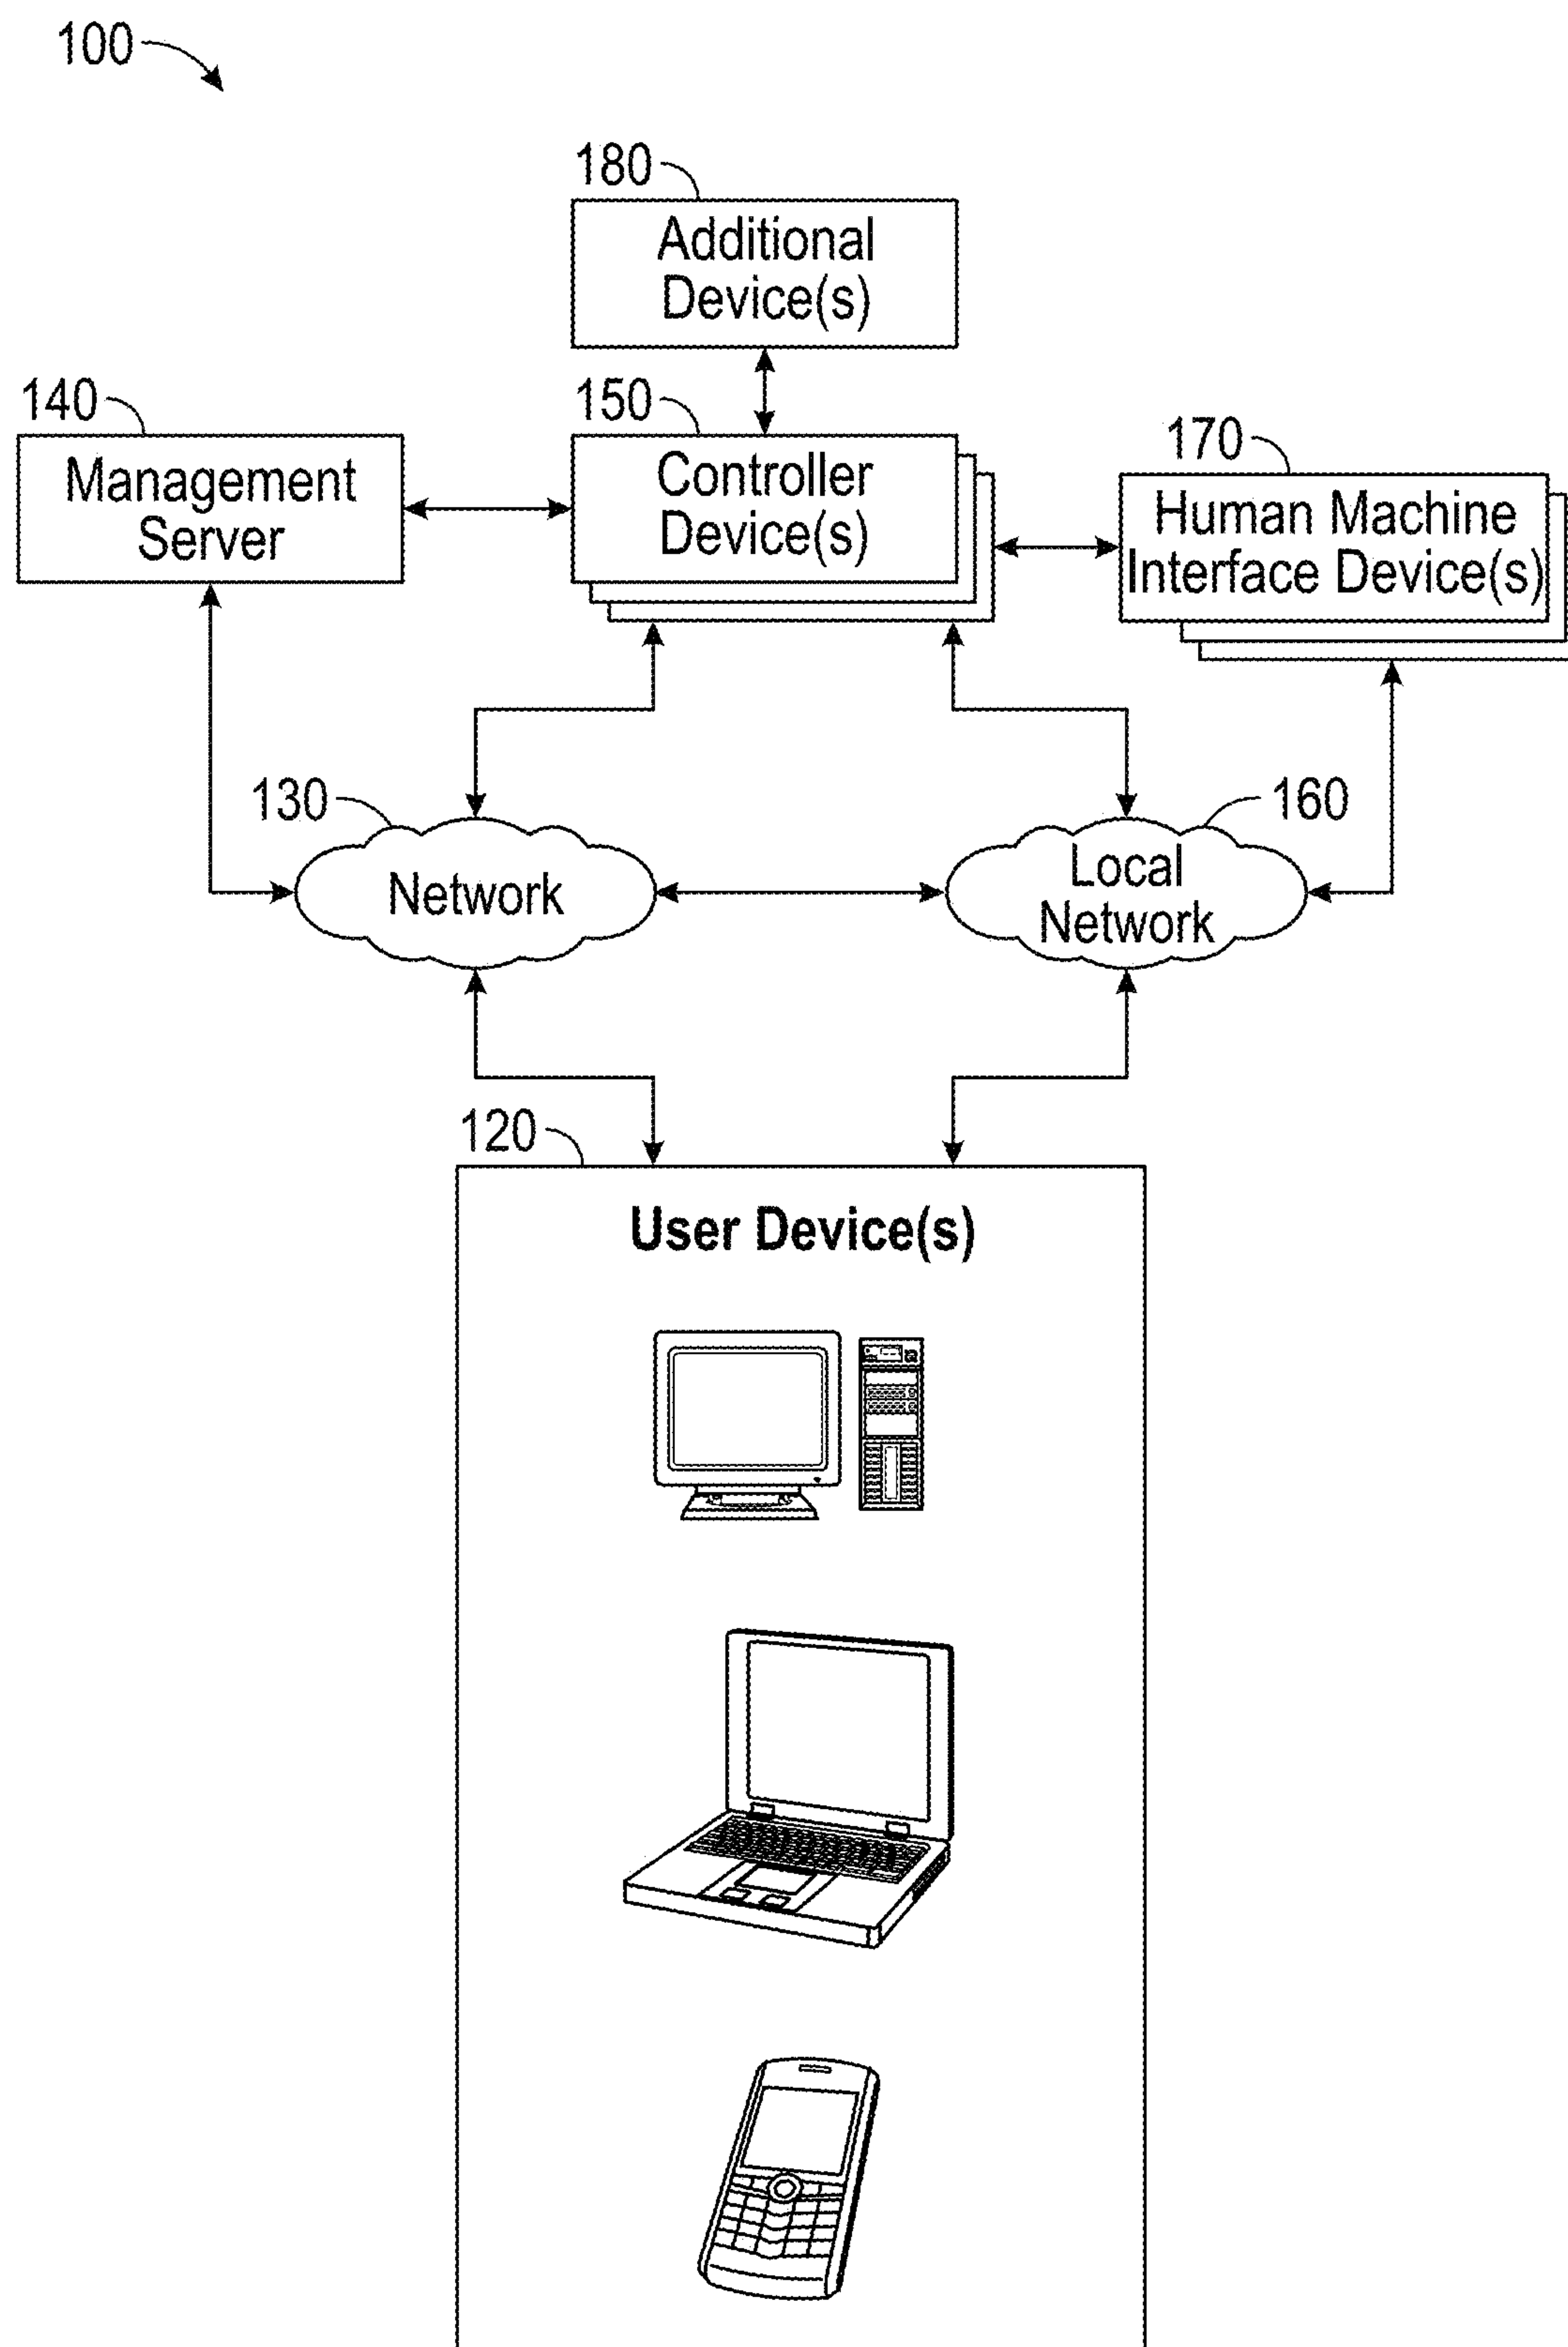 100
180
Additional
Device(s)
140
150
170
Management
Server
Controller
Device(s)
Human Machine
Interface Device(s)
130
160
Network
Local
Network
120
User Device(s)